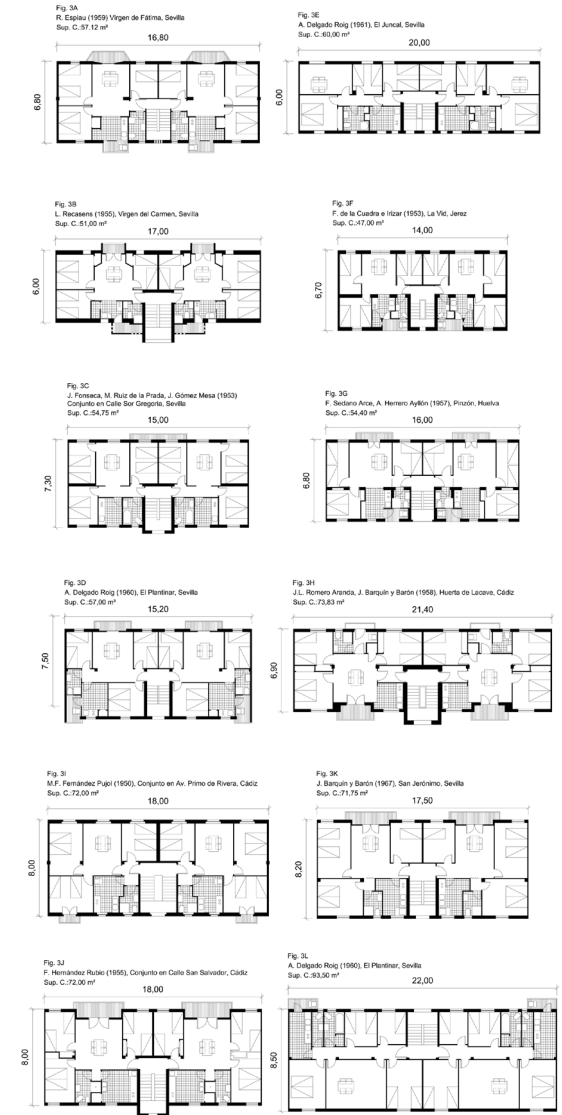 Fig. 3A
R. Espiau (1959) Virgen de Fátima, Sevilla
Sup. C.:57.12 m²
16,80
6,80
Fig. 3E
A. Delgado Roig (1961), El Juncal, Sevilla
Sup. C.:60,00 m²
20,00
6,00
Fig. 3B
L. Recasens (1955), Virgen del Carmen, Sevilla
Sup. C.:51,00 m²
17,00
6,00
Fig. 3F
F. de la Cuadra e Irizar (1953), La Vid, Jerez
Sup. C.:47,00 m²
14,00
6,70
Fig. 3C
J. Fonseca, M. Ruiz de la Prada, J. Gómez Mesa (1953)
Conjunto en Calle Sor Gregoria, Sevilla
Sup. C.:54,75 m²
15,00
7,30
Fig. 3G
F. Sedano Arce, A. Herrero Ayllón (1957), Pinzón, Huelva
Sup. C.:54,40 m²
16,00
6,80
Fig. 3D
A. Delgado Roig (1960), El Plantinar, Sevilla
Sup. C.:57,00 m²
15,20
7,50
Fig. 3H
J.L. Romero Aranda, J. Barquín y Barón (1958), Huerta de Lacave, Cádiz
Sup. C.:73,83 m²
21,40
6,90
Fig. 3I
M.F. Fernández Pujol (1950), Conjunto en Av. Primo de Rivera, Cádiz
Sup. C.:72,00 m²
18,00
8,00
Fig. 3K
J. Barquín y Barón (1967), San Jerónimo, Sevilla
Sup. C.:71,75 m²
17,50
8,20
Fig. 3J
F. Hernández Rubio (1955), Conjunto en Calle San Salvador, Cádiz
Sup. C.:72,00 m²
18,00
8,00
Fig. 3L
A. Delgado Roig (1960), El Plantinar, Sevilla
Sup. C.:93,50 m²
22,00
8,50